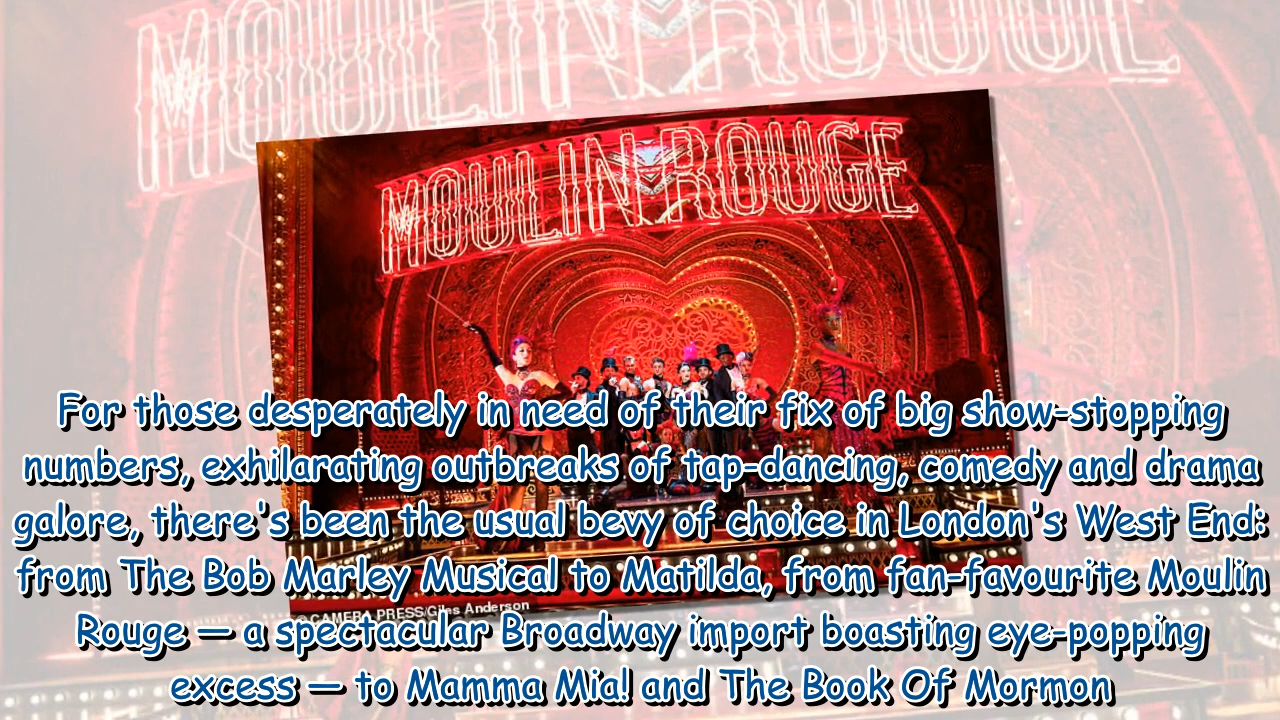 MOULIN ROUGE
MOULIN ROUGE
For those desperately in need of their fix of big show-stopping
numbers, exhilarating outbreaks of tap-dancing, comedy and drama
galore, there's been the usual bevy of choice in London's West End:
from The Bob Marley Musical to Matilda, from fan-favourite Moulin
© CAMERA PRESS/Giles Anderson
Rouge — a spectacular Broadway import boasting eye-popping
excess — to Mamma Mia! and The Book Of Mormon